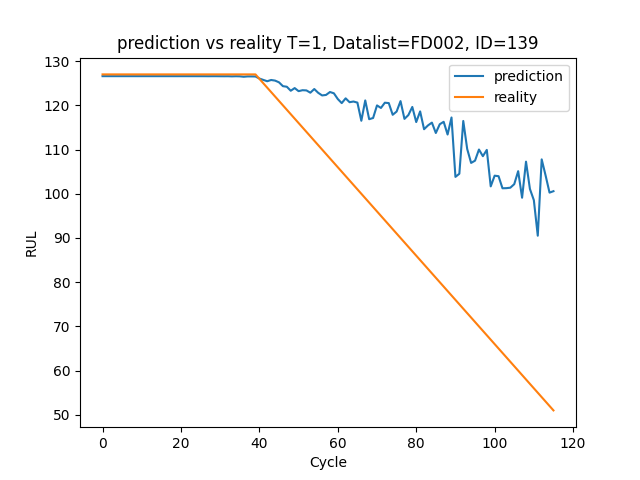 prediction vs reality T=1, Datalist=FD002, ID=139
130
120
110
100
90
80
70
60
50
RUL
prediction
reality
0 20 40 60 80 100 120
Cycle